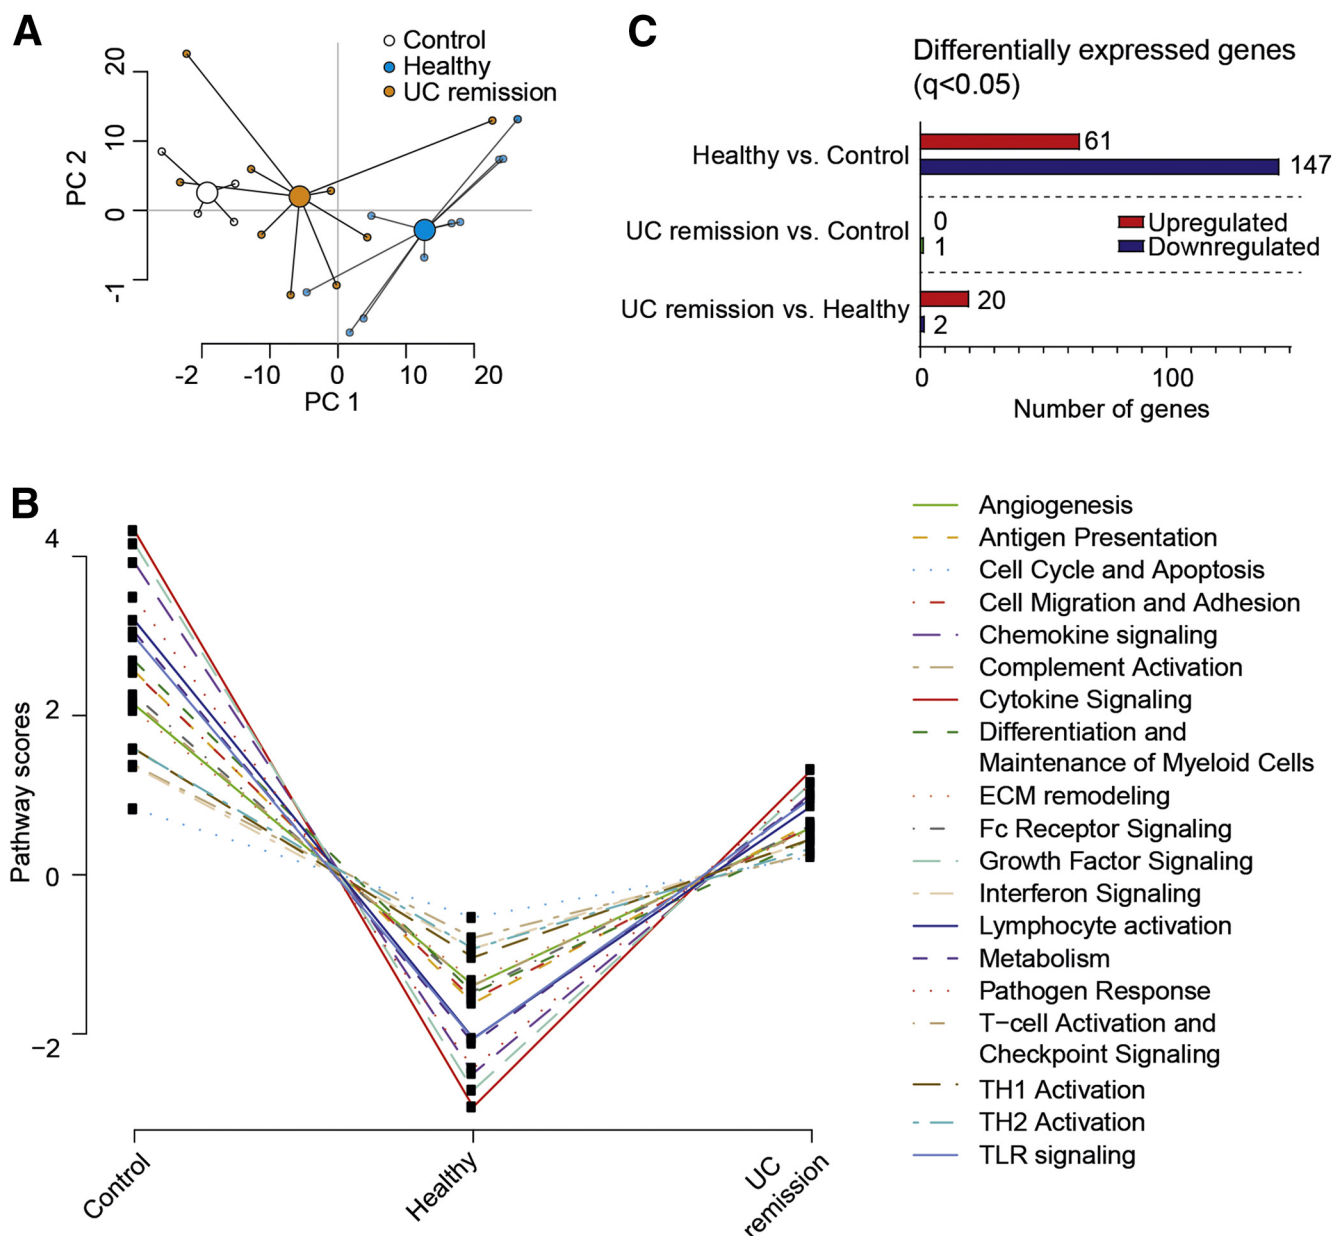 A
Control
Healthy
UC remission
20
10
0
-1
PC 2
-2
-10
0
10
20
PC 1
C
Differentially expressed genes
(q<0.05)
Healthy vs. Control
61
147
UC remission vs. Control
0
1
Upregulated
Downregulated
UC remission vs. Healthy
20
2
0
100
Number of genes
B
4
2
0
−2
Pathway scores
Control
Healthy
UC
remission
Angiogenesis
Antigen Presentation
Cell Cycle and Apoptosis
Cell Migration and Adhesion
Chemokine signaling
Complement Activation
Cytokine Signaling
Differentiation and
Maintenance of Myeloid Cells
ECM remodeling
Fc Receptor Signaling
Growth Factor Signaling
Interferon Signaling
Lymphocyte activation
Metabolism
Pathogen Response
T−cell Activation and
Checkpoint Signaling
TH1 Activation
TH2 Activation
TLR signaling